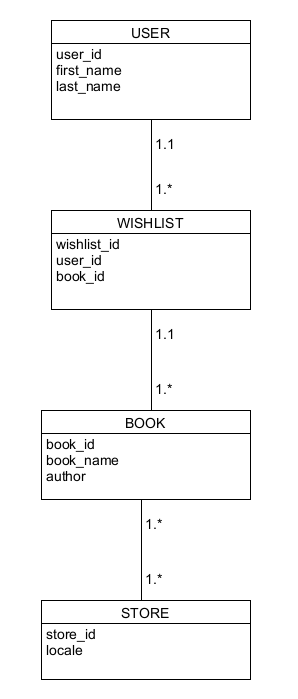 USER
user_id
first_name
last_name
1.1
1.*
WISHLIST
wishlist_id
user_id
book_id
1.1
1.*
BOOK
book_id
book_name
author
1.*
1.*
STORE
store_id
locale